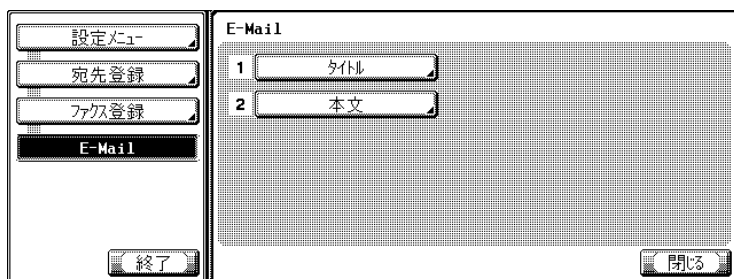 設定ﾒﾆｭｰ
宛先登録
ﾌｧｸｽ登録
E-Mail
終了
E-Mail
1 ﾀｲﾄﾙ
2 本文
閉じる